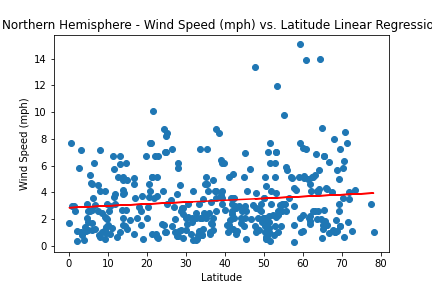 Northern Hemisphere - Wind Speed (mph) vs. Latitude Linear Regressio
14
12
10
8
6
4
2
0
Wind Speed (mph)
0 10 20 30 40 50 60 70 80
Latitude